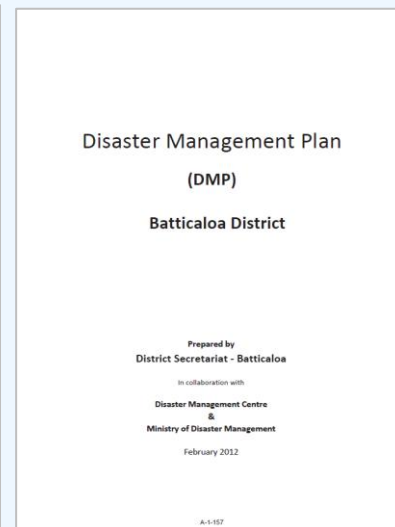 Disaster Management Plan
(DMP)
Batticaloa District
Prepared by
District Secretariat - Batticaloa
In collaboration with
Disaster Management Centre
&
Ministry of Disaster Management
February 2012
A-1-157